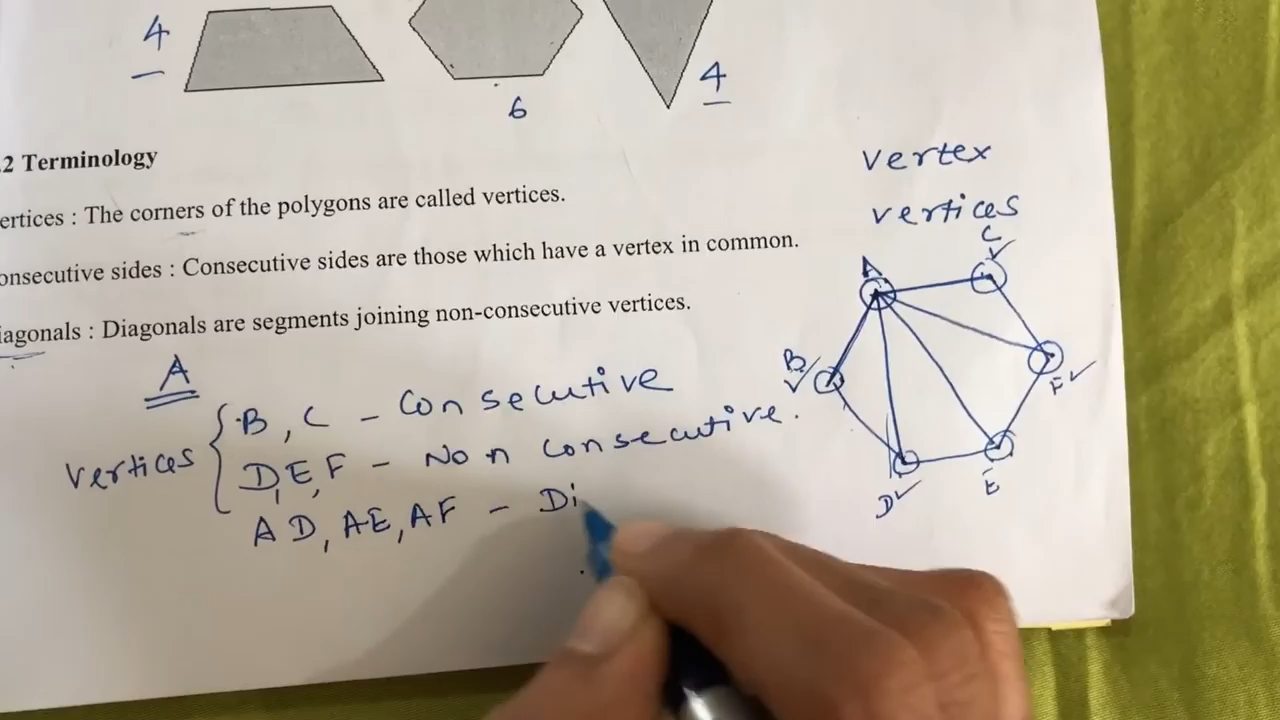 4
6
4
.2 Terminology
ertices : The corners of the polygons are called vertices.
onsecutive sides : Consecutive sides are those which have a vertex in common.
iagonals : Diagonals are segments joining non-consecutive vertices.
A
vertices
B, C - Consecutive
D, E, F - Non consecutive.
AD, AE, AF - Di
vertex
vertices
C
A
B
F
D
E